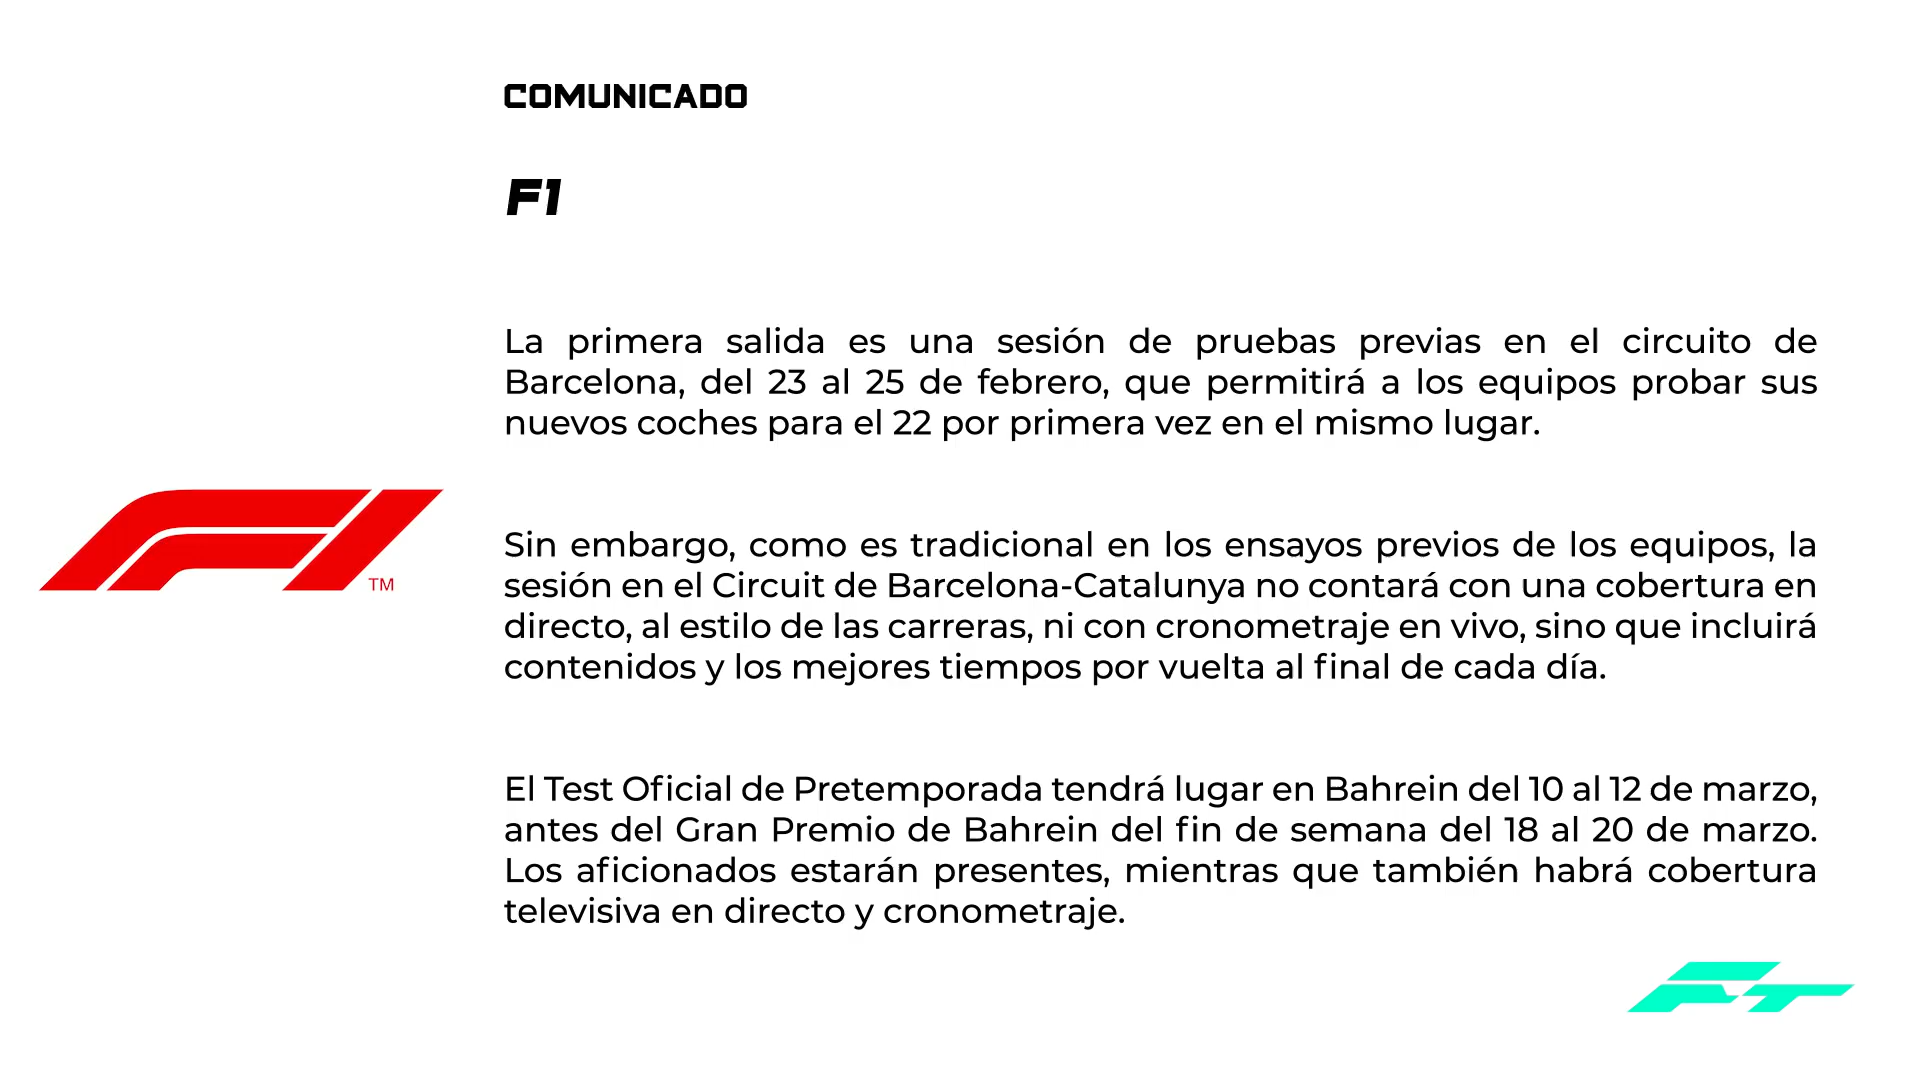 COMUNICADO
F1
La primera salida es una sesión de pruebas previas en el circuito de
Barcelona, del 23 al 25 de febrero, que permitirá a los equipos probar sus
nuevos coches para el 22 por primera vez en el mismo lugar.
F1
TM
Sin embargo, como es tradicional en los ensayos previos de los equipos, la
sesión en el Circuit de Barcelona-Catalunya no contará con una cobertura en
directo, al estilo de las carreras, ni con cronometraje en vivo, sino que incluirá
contenidos y los mejores tiempos por vuelta al final de cada día.
El Test Oficial de Pretemporada tendrá lugar en Bahrein del 10 al 12 de marzo,
antes del Gran Premio de Bahrein del fin de semana del 18 al 20 de marzo.
Los aficionados estarán presentes, mientras que también habrá cobertura
televisiva en directo y cronometraje.
FT